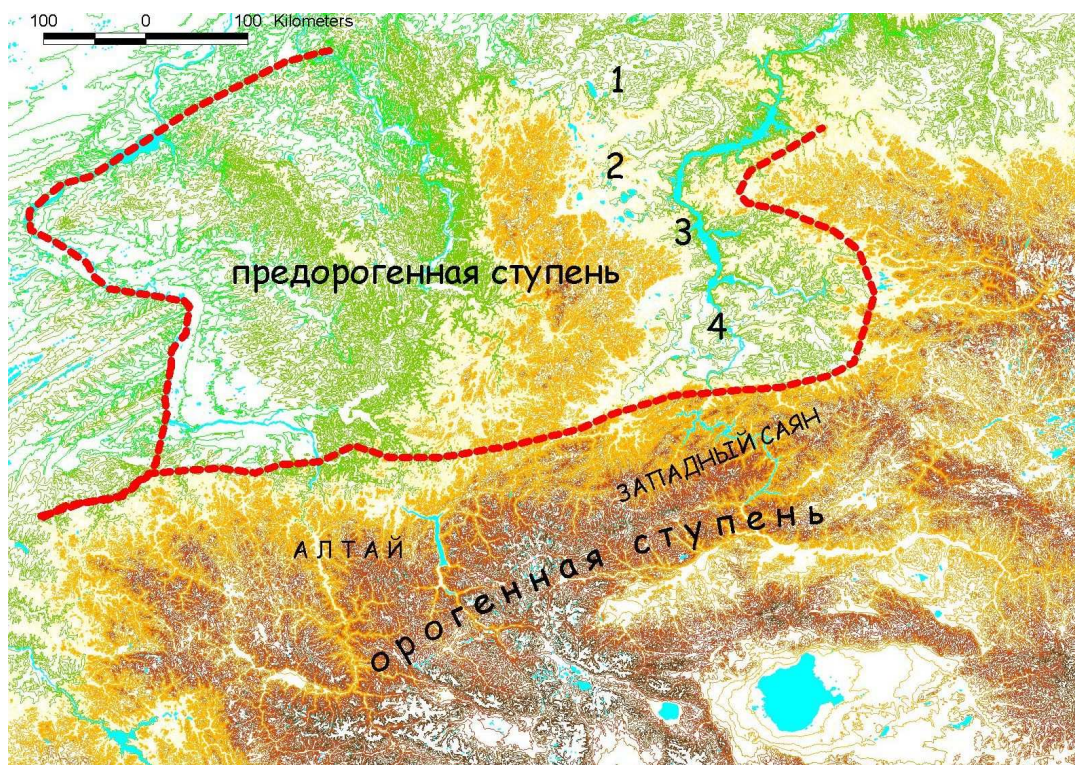 100 0 100 Kilometers
1
2
3
предорогенная ступень
4
ЗАПАДНЫЙ САЯН
АЛТАЙ
орогенная ступень